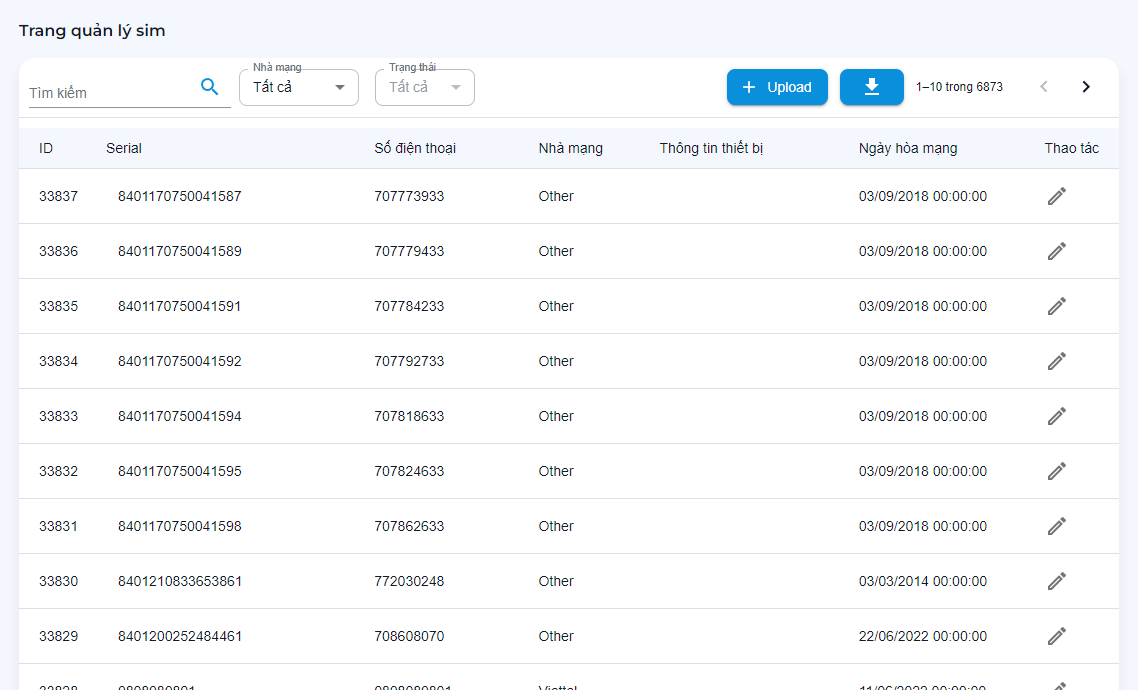 Trang quản lý sim
Nhà mạng Trạng thái
Tìm kiếm Tất cả Tất cả Upload 1–10 trong 6873
ID Serial Số điện thoại Nhà mạng Thông tin thiết bị Ngày hòa mạng Thao tác
33837 8401170750041587 707773933 Other 03/09/2018 00:00:00
33836 8401170750041589 707779433 Other 03/09/2018 00:00:00
33835 8401170750041591 707784233 Other 03/09/2018 00:00:00
33834 8401170750041592 707792733 Other 03/09/2018 00:00:00
33833 8401170750041594 707818633 Other 03/09/2018 00:00:00
33832 8401170750041595 707824633 Other 03/09/2018 00:00:00
33831 8401170750041598 707862633 Other 03/09/2018 00:00:00
33830 8401210833653861 772030248 Other 03/03/2014 00:00:00
33829 8401200252484461 708608070 Other 22/06/2022 00:00:00
Viettel